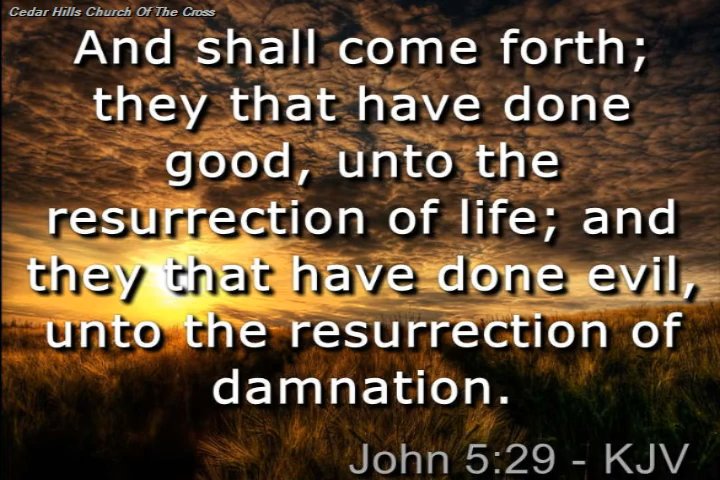 Cedar Hills Church Of The Cross
And shall come forth;
they that have done
good, unto the
resurrection of life; and
they that have done evil,
unto the resurrection of
damnation.
John 5:29 - KJV